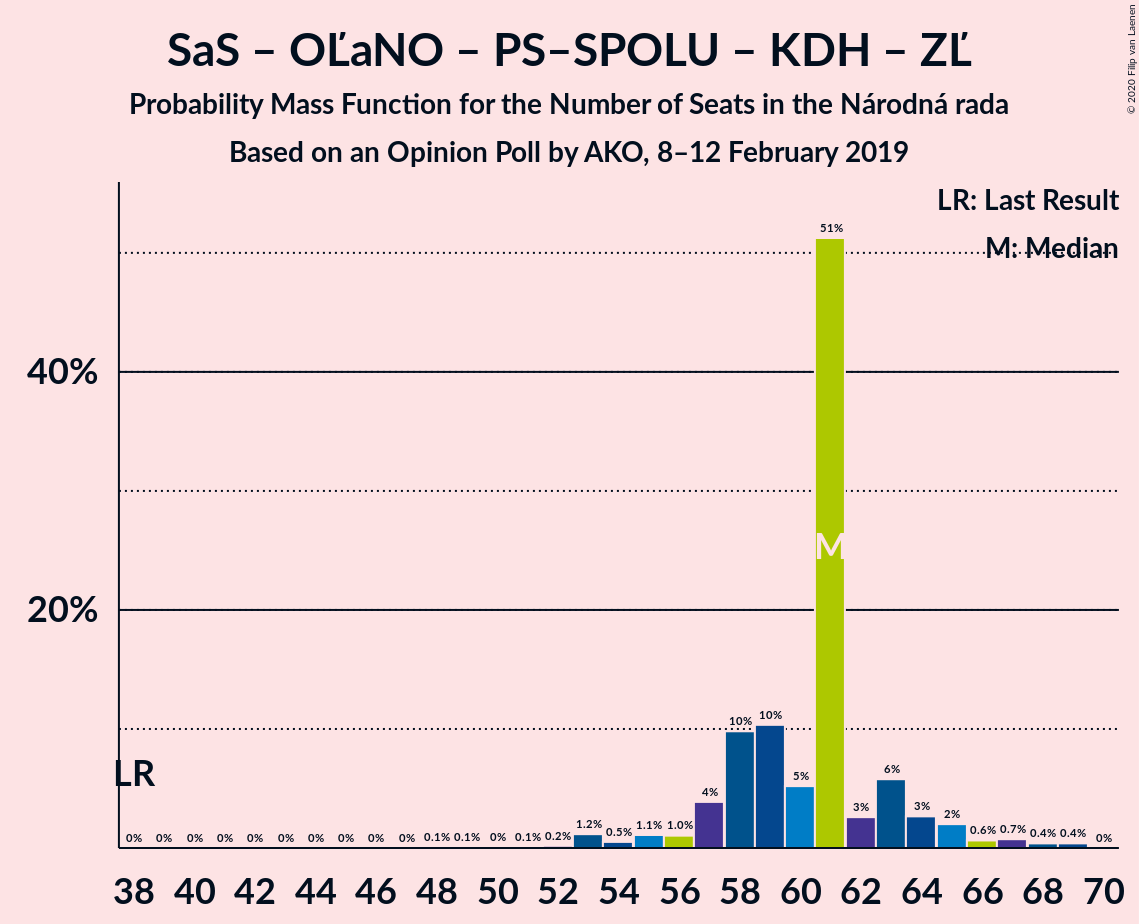 SaS – OĽaNO – PS–SPOLU – KDH – ZĽ
Probability Mass Function for the Number of Seats in the Národná rada
Based on an Opinion Poll by AKO, 8–12 February 2019
© 2020 Filip van Laenen
LR: Last Result
M: Median
40%
20%
LR
M
0% 0% 0% 0% 0% 0% 0% 0% 0% 0% 0.1% 0.1% 0% 0.1% 0.2% 1.2% 0.5% 1.1% 1.0% 4% 10% 10% 5% 51% 3% 6% 3% 2% 0.6% 0.7% 0.4% 0.4% 0%
38 40 42 44 46 48 50 52 54 56 58 60 62 64 66 68 70